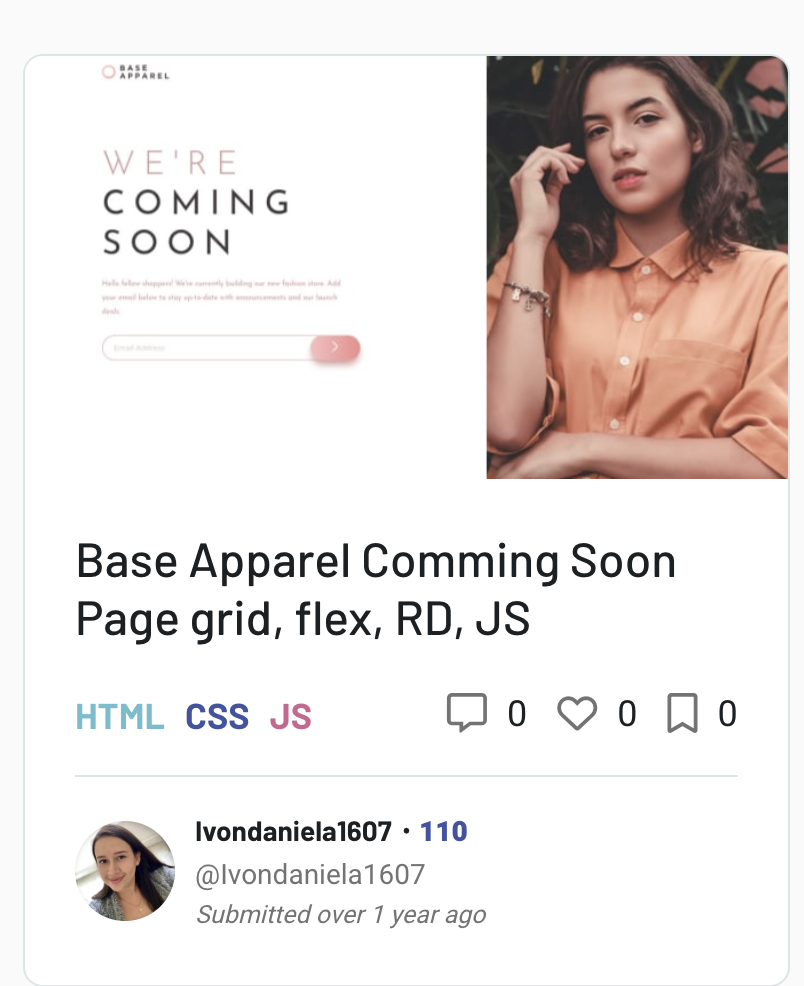 BASE
APPAREL
WE'RE
COMING
SOON
Hello fellow shoppers! We're currently building our new fashion store. Add
your email below to stay up-to-date with announcements and our launch
deals.
Email Address
Base Apparel Comming Soon
Page grid, flex, RD, JS
HTML CSS JS 0 0 0
Ivondaniela1607 • 110
@Ivondaniela1607
Submitted over 1 year ago